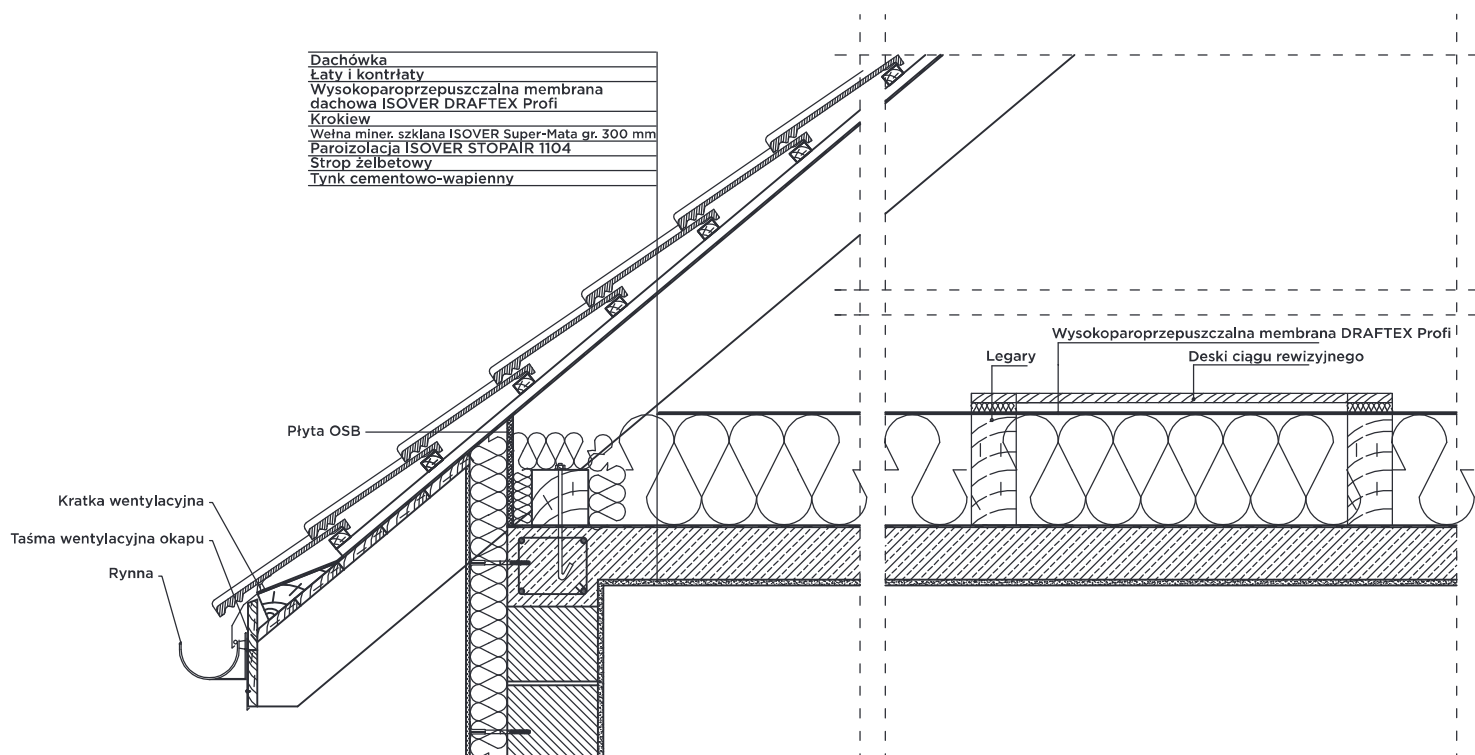 Dachówka
Łaty i kontrłaty
Wysokoparoprzepuszczalna membrana
dachowa ISOVER DRAFTEX Profi
Krokiew
Wełna miner. szklana ISOVER Super-Mata gr. 300 mm
Paroizolacja ISOVER STOPAIR 1104
Strop żelbetowy
Tynk cementowo-wapienny
Wysokoparoprzepuszczalna membrana DRAFTEX Profi
Legary
Deski ciągu rewizyjnego
Płyta OSB
Kratka wentylacyjna
Taśma wentylacyjna okapu
Rynna